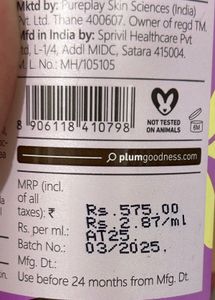 Mktd by: Pureplay Skin Sciences (India)
Pvt. Ltd. Thane 400607. Owner of regd TM.
Mfd in India by: Sprivil Healthcare Pvt
Ltd, L-1/4, Addl MIDC, Satara 415004.
M. L. No.: MH/105105
NOT TESTED
ON ANIMALS
6M
8 906118 410798
plumgoodness.com
MRP (incl.
of all
taxes): ₹ Rs.575.00
Rs. per ml.: Rs 2.87/ml
Batch No.: AT25
Mfg. Dt.: 03/2025.
Use before 24 months from Mfg. Dt.